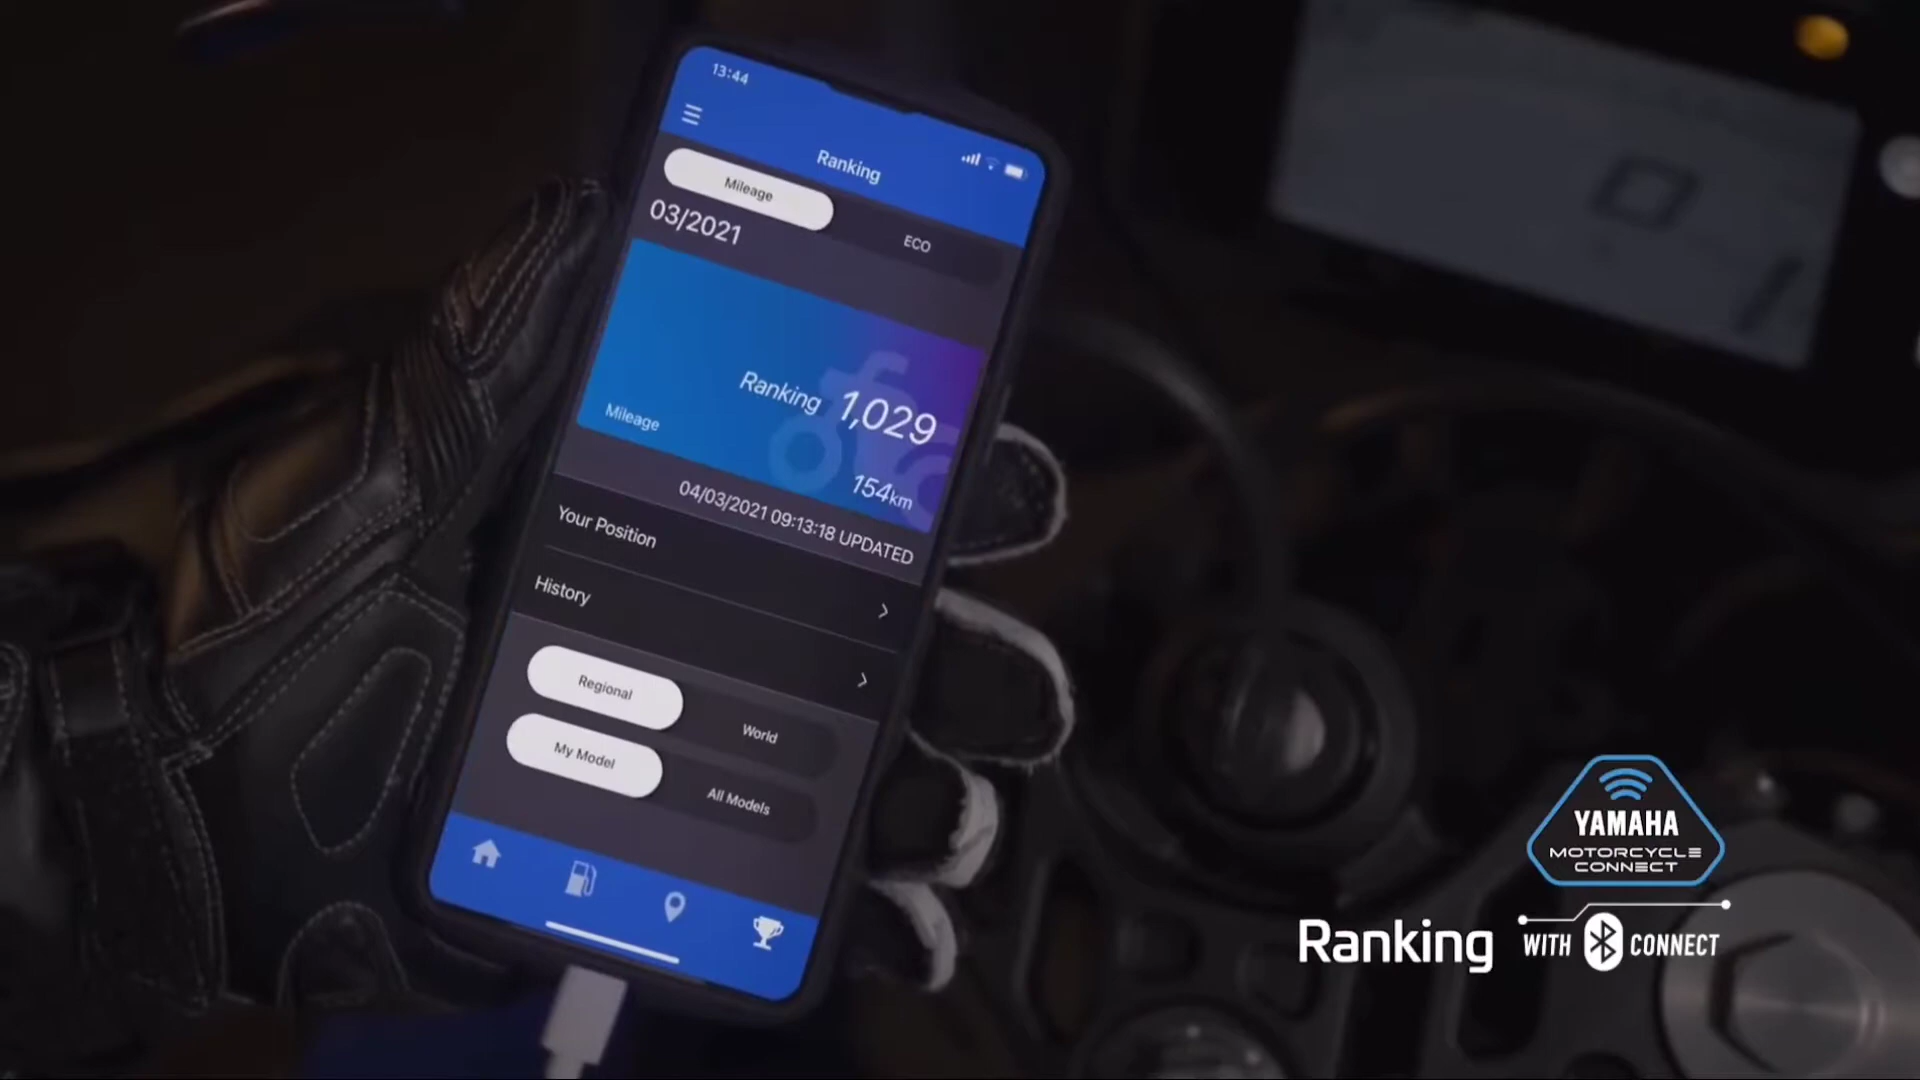 13:44
Ranking
Mileage
ECO
03/2021
Ranking 1,029
Mileage
154km
04/03/2021 09:13:18 UPDATED
Your Position
History
Regional
World
My Model
All Models
YAMAHA
MOTORCYCLE
CONNECT
Ranking
WITH CONNECT